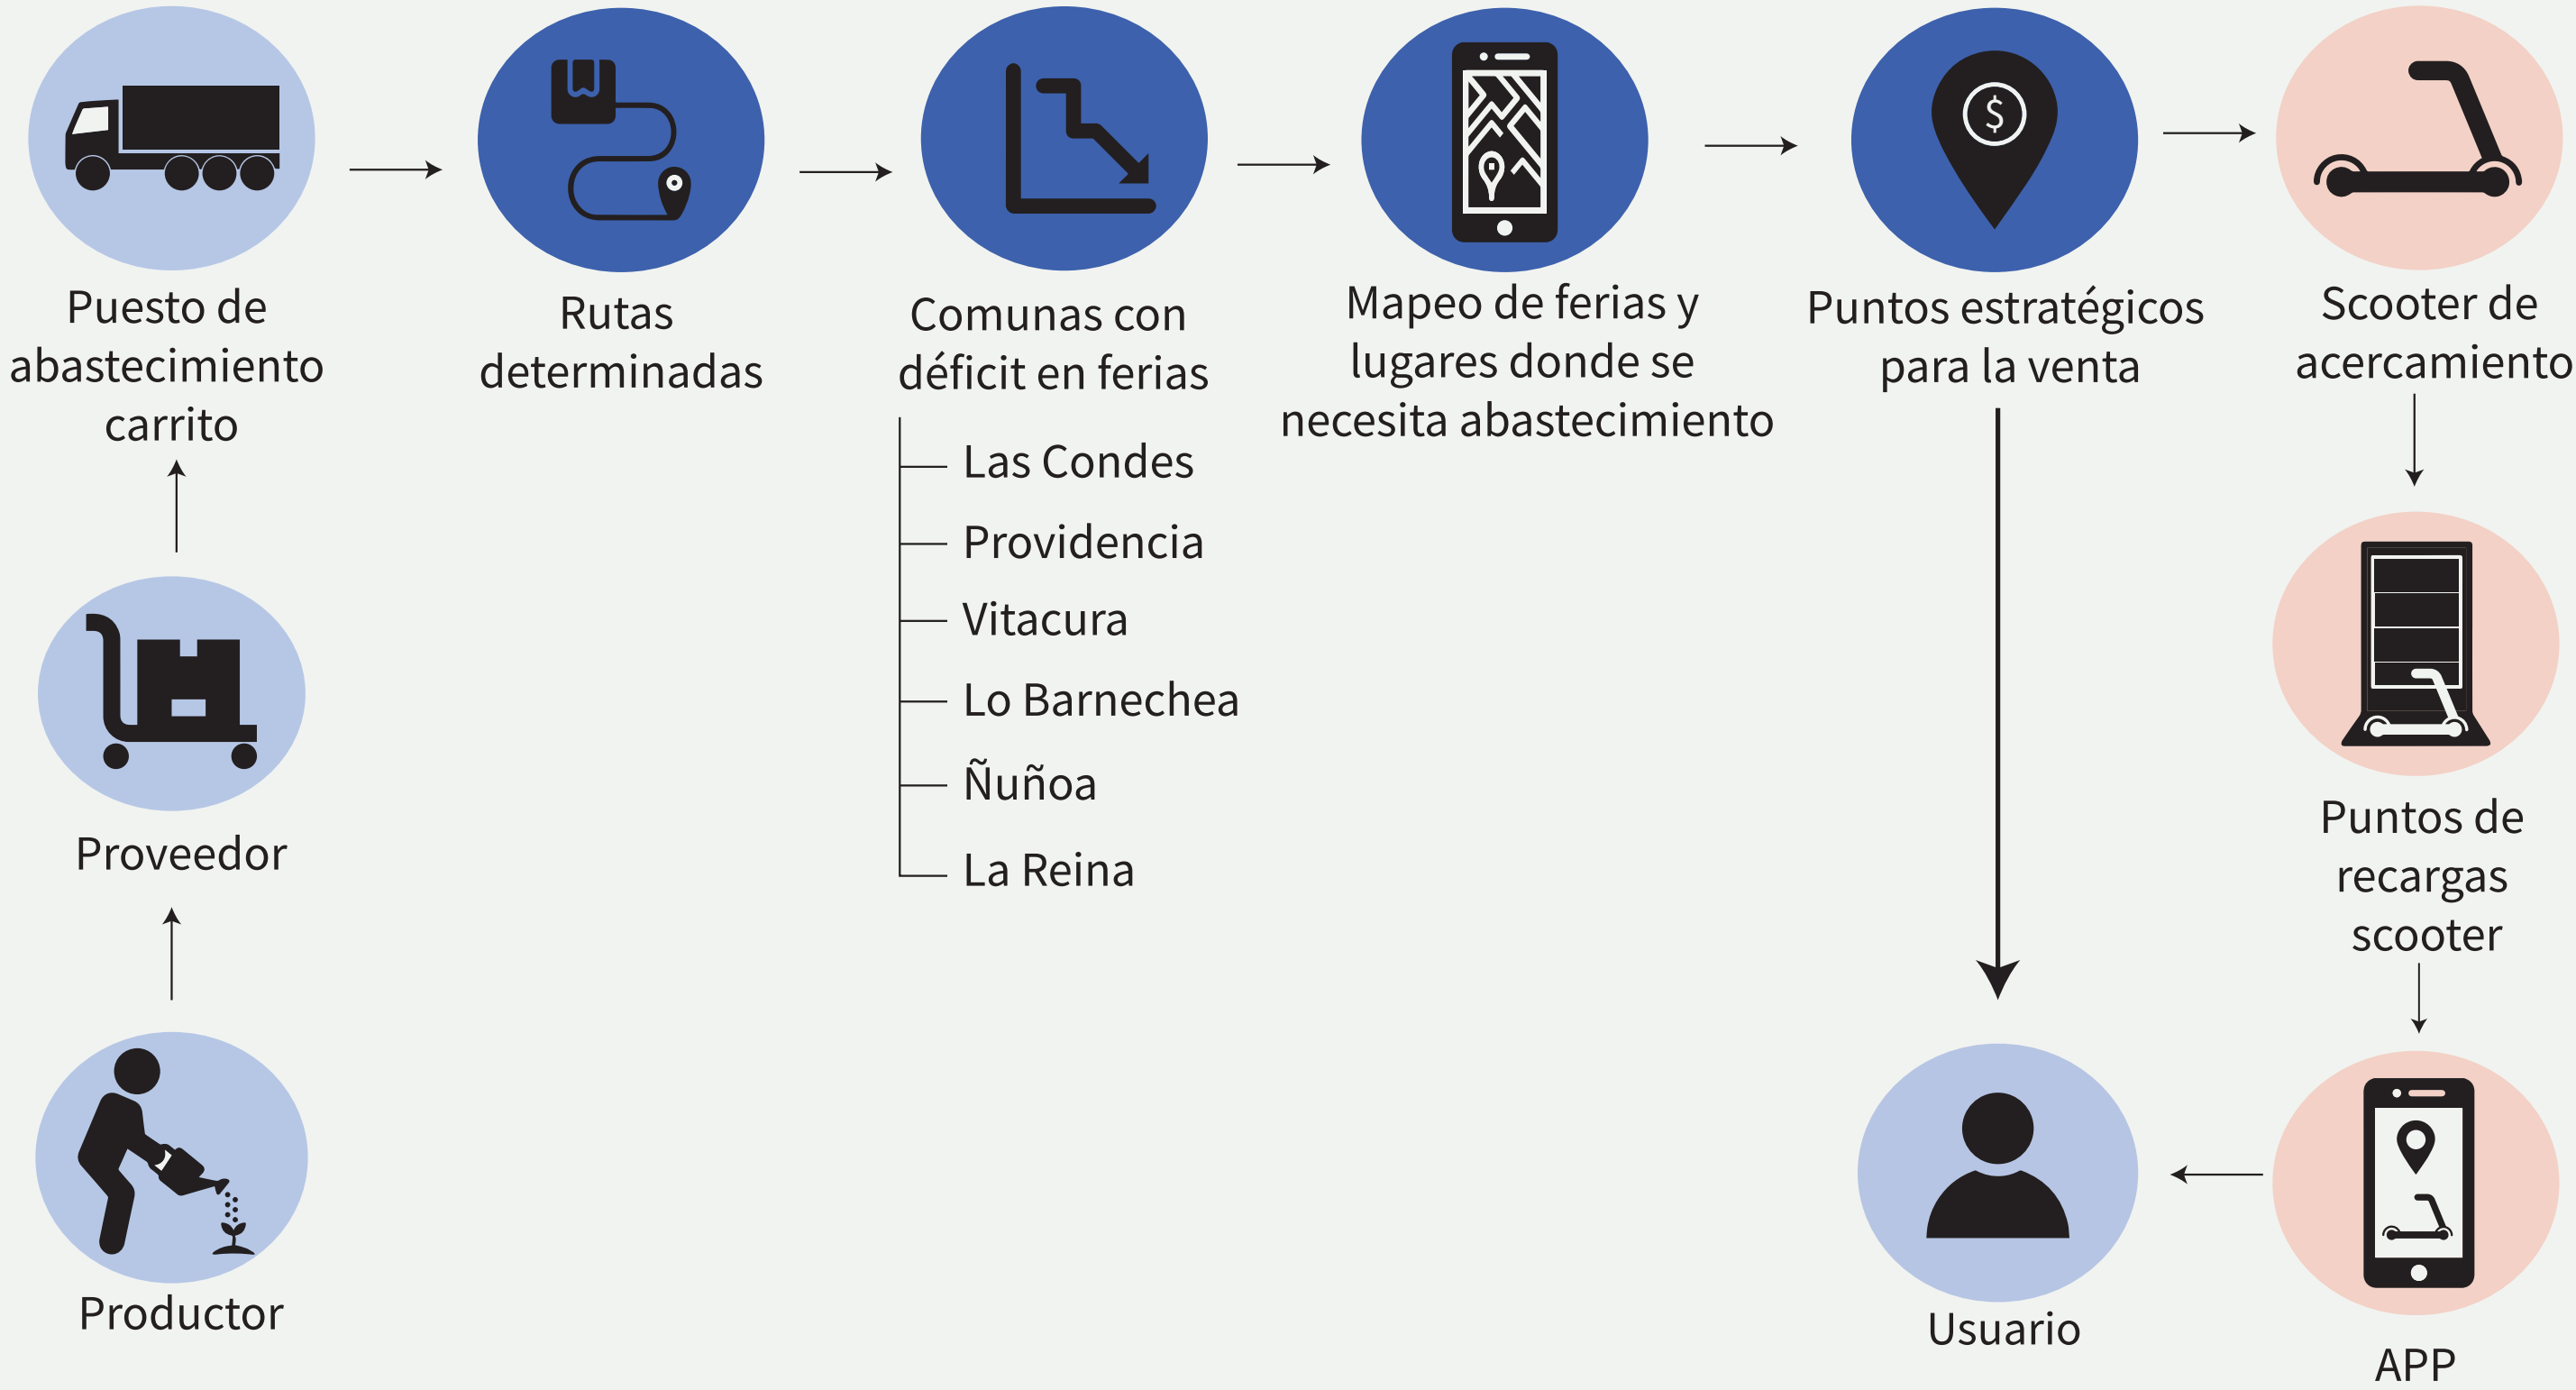 Puesto de
abastecimiento
carrito
Rutas
determinadas
Comunas con
déficit en ferias
Mapeo de ferias y
lugares donde se
necesita abastecimiento
Puntos estratégicos
para la venta
$
Scooter de
acercamiento
Las Condes
Providencia
Vitacura
Lo Barnechea
Ñuñoa
La Reina
Proveedor
Productor
Puntos de
recargas
scooter
Usuario
APP